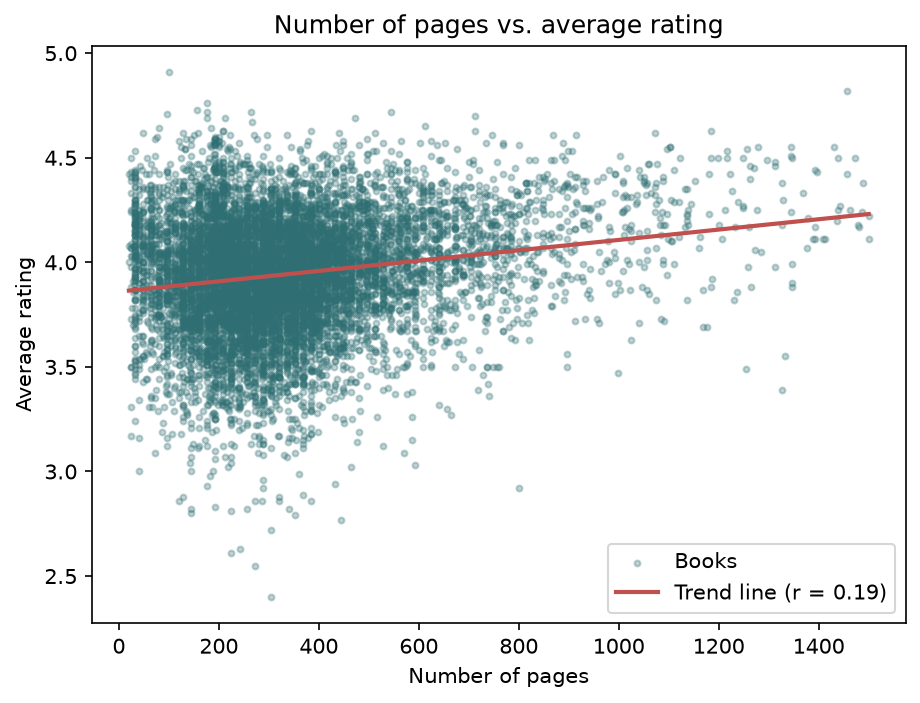 Number of pages vs. average rating
5.0
4.5
4.0
3.5
3.0
2.5
Average rating
Books
Trend line (r = 0.19)
0 200 400 600 800 1000 1200 1400
Number of pages